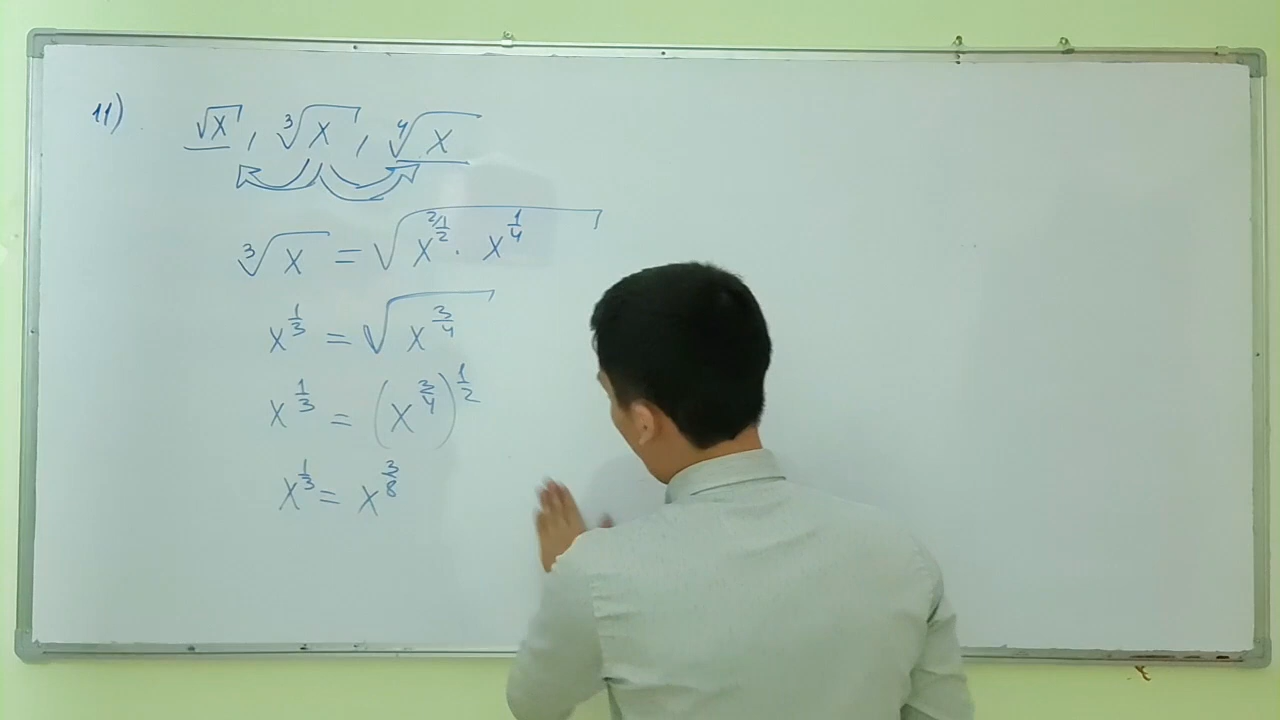 11) √x, ∛x, ∜x
∛x = √(x^(2/1/2) · x^(1/4))
x^(1/3) = √(x^(3/4))
x^(1/3) = (x^(3/4))^(1/2)
x^(1/3) = x^(3/8)